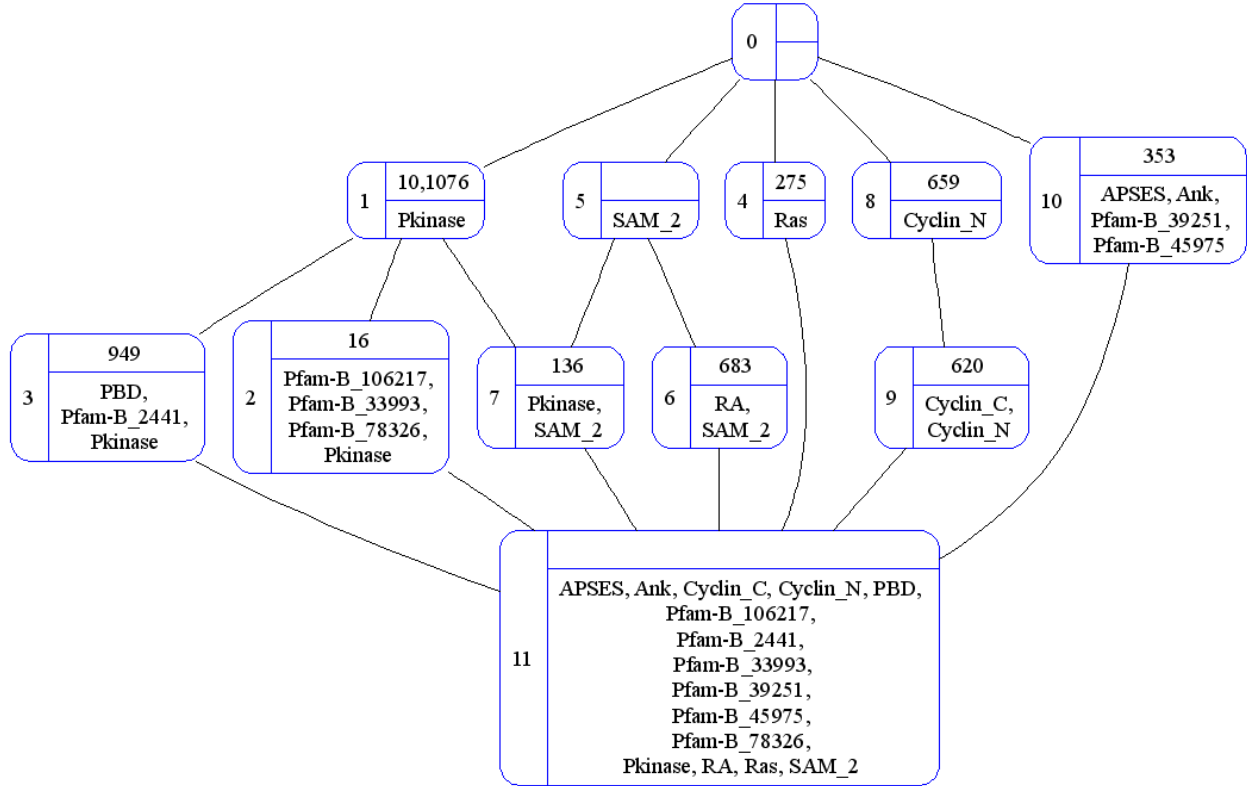 0
1
10,1076
Pkinase
5
SAM_2
4
275
Ras
8
659
Cyclin_N
10
353
APSES, Ank,
Pfam-B_39251,
Pfam-B_45975
3
949
PBD,
Pfam-B_2441,
Pkinase
2
16
Pfam-B_106217,
Pfam-B_33993,
Pfam-B_78326,
Pkinase
7
136
Pkinase,
SAM_2
6
683
RA,
SAM_2
9
620
Cyclin_C,
Cyclin_N
11
APSES, Ank, Cyclin_C, Cyclin_N, PBD,
Pfam-B_106217,
Pfam-B_2441,
Pfam-B_33993,
Pfam-B_39251,
Pfam-B_45975,
Pfam-B_78326,
Pkinase, RA, Ras, SAM_2